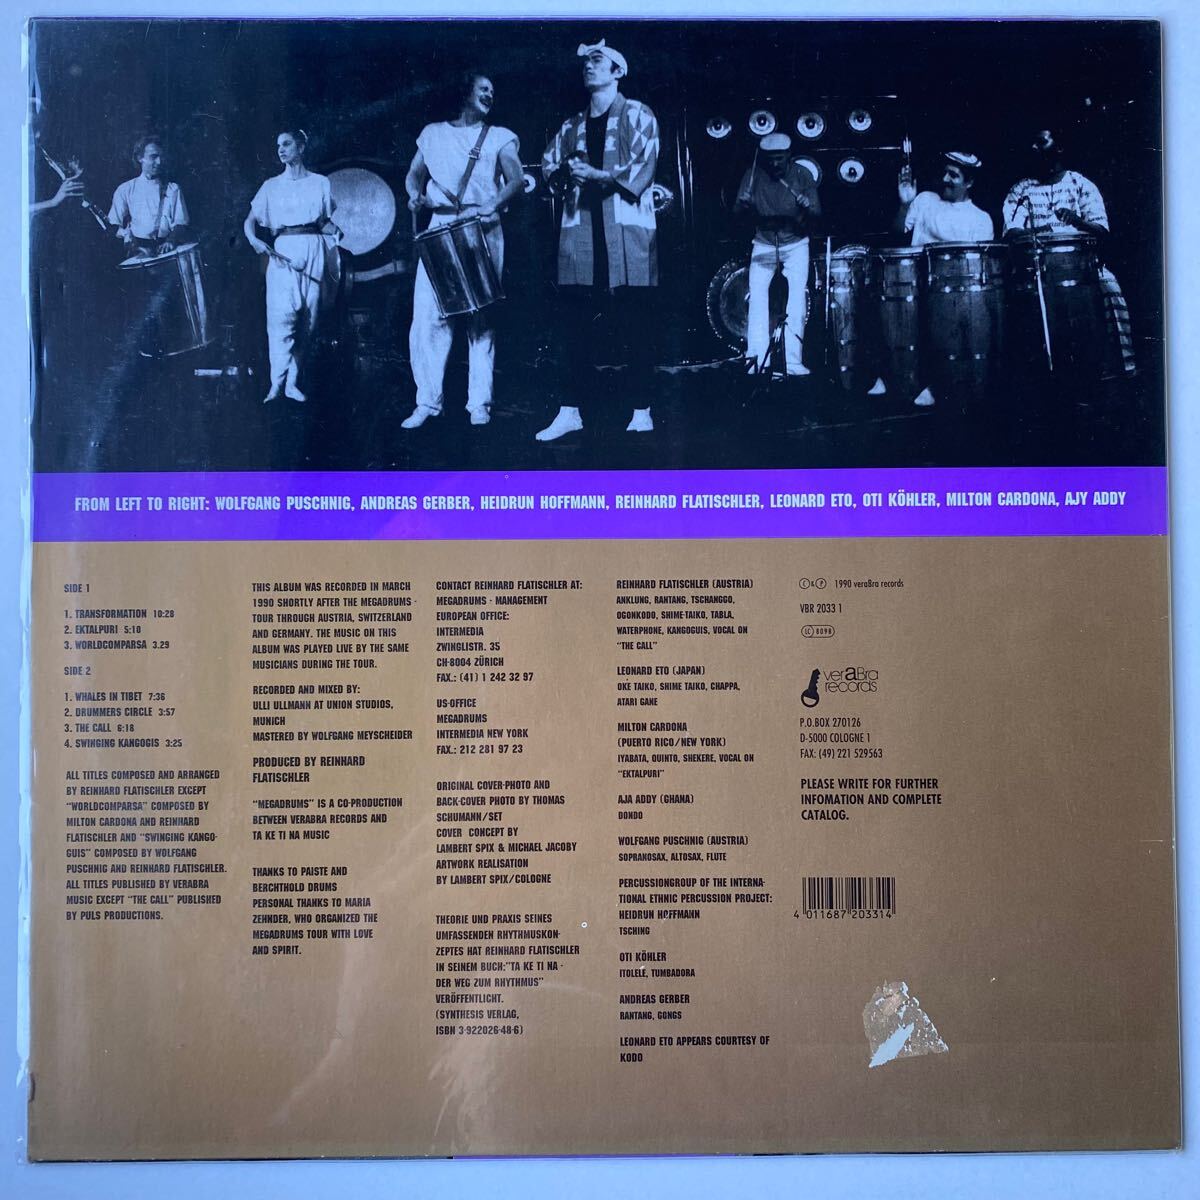 FROM LEFT TO RIGHT: WOLFGANG PUSCHNIG, ANDREAS GERBER, HEIDRUN HOFFMANN, REINHARD FLATISCHLER, LEONARD ETO, OTI KÖHLER, MILTON CARDONA, AJY ADDY
SIDE 1
1. TRANSFORMATION 10:28
2. EKTALPURI 5:10
3. WORLDCOMPARSA 3.29
SIDE 2
1. WHALES IN TIBET 7:36
2. DRUMMERS CIRCLE 3:57
3. THE CALL 6:18
4. SWINGING KANGOGIS 3:25
ALL TITLES COMPOSED AND ARRANGED
BY REINHARD FLATISCHLER EXCEPT
"WORLDCOMPARSA" COMPOSED BY
MILTON CARDONA AND REINHARD
FLATISCHLER AND "SWINGING KANGO-
GUIS" COMPOSED BY WOLFGANG
PUSCHNIG AND REINHARD FLATISCHLER.
ALL TITLES PUBLISHED BY VERABRA
MUSIC EXCEPT "THE CALL" PUBLISHED
BY PULS PRODUCTIONS.
THIS ALBUM WAS RECORDED IN MARCH
1990 SHORTLY AFTER THE MEGADRUMS -
TOUR THROUGH AUSTRIA, SWITZERLAND
AND GERMANY. THE MUSIC ON THIS
ALBUM WAS PLAYED LIVE BY THE SAME
MUSICIANS DURING THE TOUR.
RECORDED AND MIXED BY:
ULLI ULLMANN AT UNION STUDIOS,
MUNICH
MASTERED BY WOLFGANG MEYSCHEIDER
PRODUCED BY REINHARD
FLATISCHLER
"MEGADRUMS" IS A CO-PRODUCTION
BETWEEN VERABRA RECORDS AND
TA KE TI NA MUSIC
THANKS TO PAISTE AND
BERCHTHOLD DRUMS
PERSONAL THANKS TO MARIA
ZEHNDER, WHO ORGANIZED THE
MEGADRUMS TOUR WITH LOVE
AND SPIRIT.
CONTACT REINHARD FLATISCHLER AT:
MEGADRUMS - MANAGEMENT
EUROPEAN OFFICE:
INTERMEDIA
ZWINGLISTR. 35
CH-8004 ZÜRICH
FAX.: (41) 1 242 32 97
US-OFFICE
MEGADRUMS
INTERMEDIA NEW YORK
FAX.: 212 281 97 23
ORIGINAL COVER-PHOTO AND
BACK-COVER PHOTO BY THOMAS
SCHUMANN/SET
COVER CONCEPT BY
LAMBERT SPIX & MICHAEL JACOBY
ARTWORK REALISATION
BY LAMBERT SPIX/COLOGNE
THEORIE UND PRAXIS SEINES
UMFASSENDEN RHYTHMUSKON-
ZEPTES HAT REINHARD FLATISCHLER
IN SEINEM BUCH:"TA KE TI NA -
DER WEG ZUM RHYTHMUS"
VERÖFFENTLICHT.
(SYNTHESIS VERLAG,
ISBN 3-922026-48-6)
REINHARD FLATISCHLER (AUSTRIA)
ANKLUNG, RANTANG, TSCHANGGO,
OGONKODO, SHIME-TAIKO, TABLA,
WATERPHONE, KANGOGUIS, VOCAL ON
"THE CALL"
LEONARD ETO (JAPAN)
OKE TAIKO, SHIME TAIKO, CHAPPA,
ATARI GANE
MILTON CARDONA
(PUERTO RICO/NEW YORK)
IYABATA, QUINTO, SHEKERE, VOCAL ON
"EKTALPURI"
AJA ADDY (GHANA)
DONDO
WOLFGANG PUSCHNIG (AUSTRIA)
SOPRANOSAX, ALTOSAX, FLUTE
PERCUSSIONGROUP OF THE INTERNA-
TIONAL ETHNIC PERCUSSION PROJECT:
HEIDRUN HOFFMANN
TSCHING
OTI KÖHLER
ITOLELE, TUMBADORA
ANDREAS GERBER
RANTANG, GONGS
LEONARD ETO APPEARS COURTESY OF
KODO
© & ℗ 1990 veraBra records
VBR 2033 1
LC 8098
veraBra
records
P.O.BOX 270126
D-5000 COLOGNE 1
FAX: (49) 221 529563
PLEASE WRITE FOR FURTHER
INFOMATION AND COMPLETE
CATALOG.
4 011687 203314